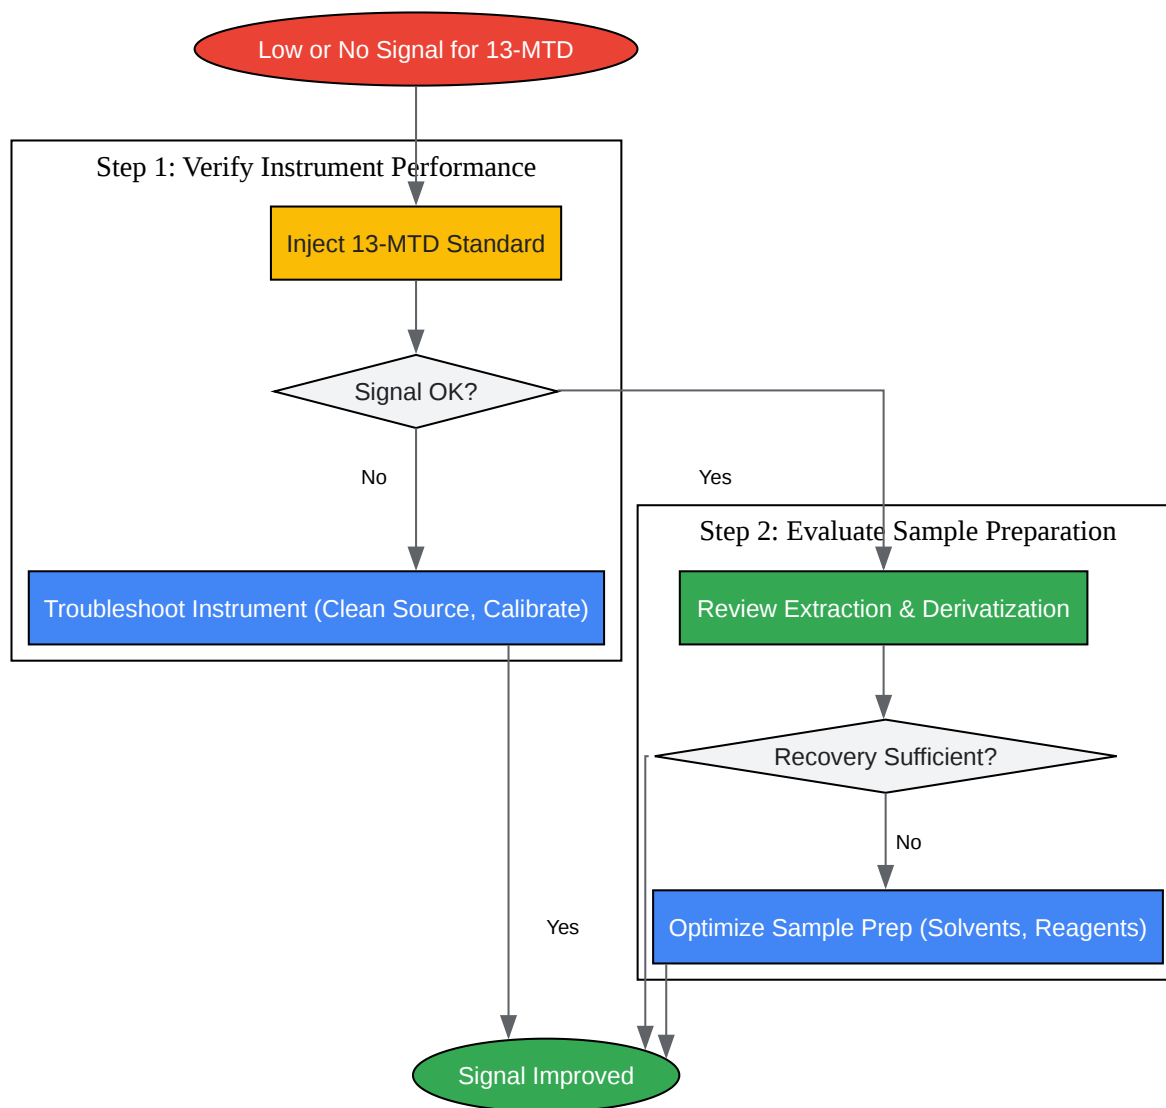 Low or No Signal for 13-MTD
Step 1: Verify Instrument Performance
Inject 13-MTD Standard
Signal OK?
No
Yes
Step 2: Evaluate Sample Preparation
Troubleshoot Instrument (Clean Source, Calibrate)
Review Extraction & Derivatization
Recovery Sufficient?
No
Optimize Sample Prep (Solvents, Reagents)
Yes
Signal Improved